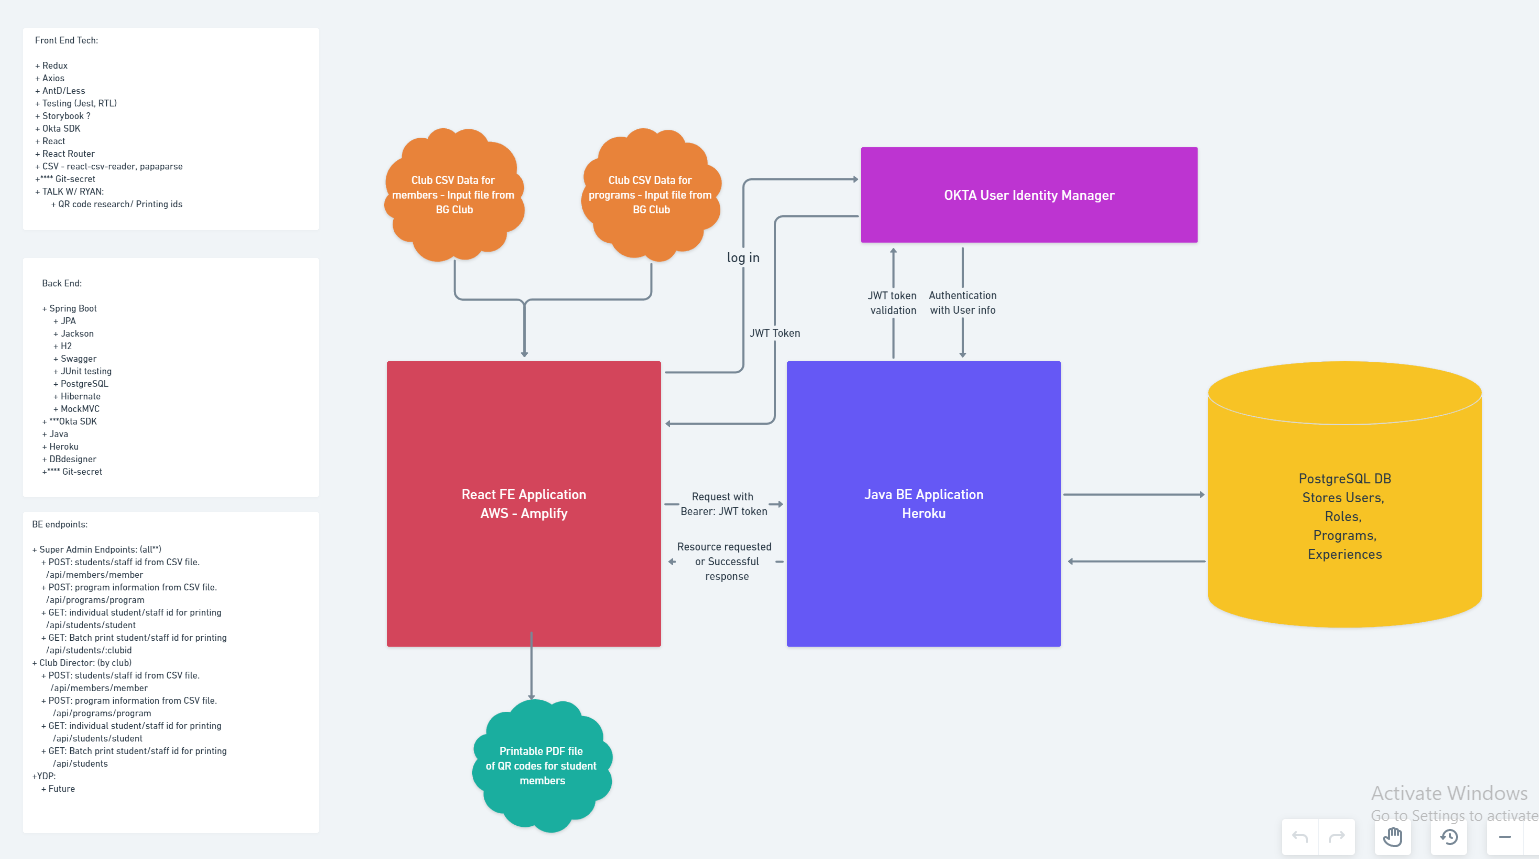 Front End Tech:
+ Redux
+ Axios
+ AntD/Less
+ Testing (Jest, RTL)
+ Storybook ?
+ Okta SDK
+ React
+ React Router
+ CSV - react-csv-reader, papaparse
+**** Git-secret
+ TALK W/ RYAN:
+ QR code research/ Printing ids
Back End:
+ Spring Boot
+ JPA
+ Jackson
+ H2
+ Swagger
+ JUnit testing
+ PostgreSQL
+ Hibernate
+ MockMVC
+ ***Okta SDK
+ Java
+ Heroku
+ DBdesigner
+**** Git-secret
BE endpoints:
+ Super Admin Endpoints: (all**)
+ POST: students/staff id from CSV file.
/api/members/member
+ POST: program information from CSV file.
/api/programs/program
+ GET: individual student/staff id for printing
/api/students/student
+ GET: Batch print student/staff id for printing
/api/students/:clubid
+ Club Director: (by club)
+ POST: students/staff id from CSV file.
/api/members/member
+ POST: program information from CSV file.
/api/programs/program
+ GET: individual student/staff id for printing
/api/students/student
+ GET: Batch print student/staff id for printing
/api/students
+YDP:
+ Future
Club CSV Data for
members - Input file from
BG Club
Club CSV Data for
programs - Input file from
BG Club
OKTA User Identity Manager
log in
JWT Token
JWT token
validation
Authentication
with User info
React FE Application
AWS - Amplify
Request with
Bearer: JWT token
Resource requested
or Successful
response
Java BE Application
Heroku
PostgreSQL DB
Stores Users,
Roles,
Programs,
Experiences
Printable PDF file
of QR codes for student
members
Activate Windows
Go to Settings to activate